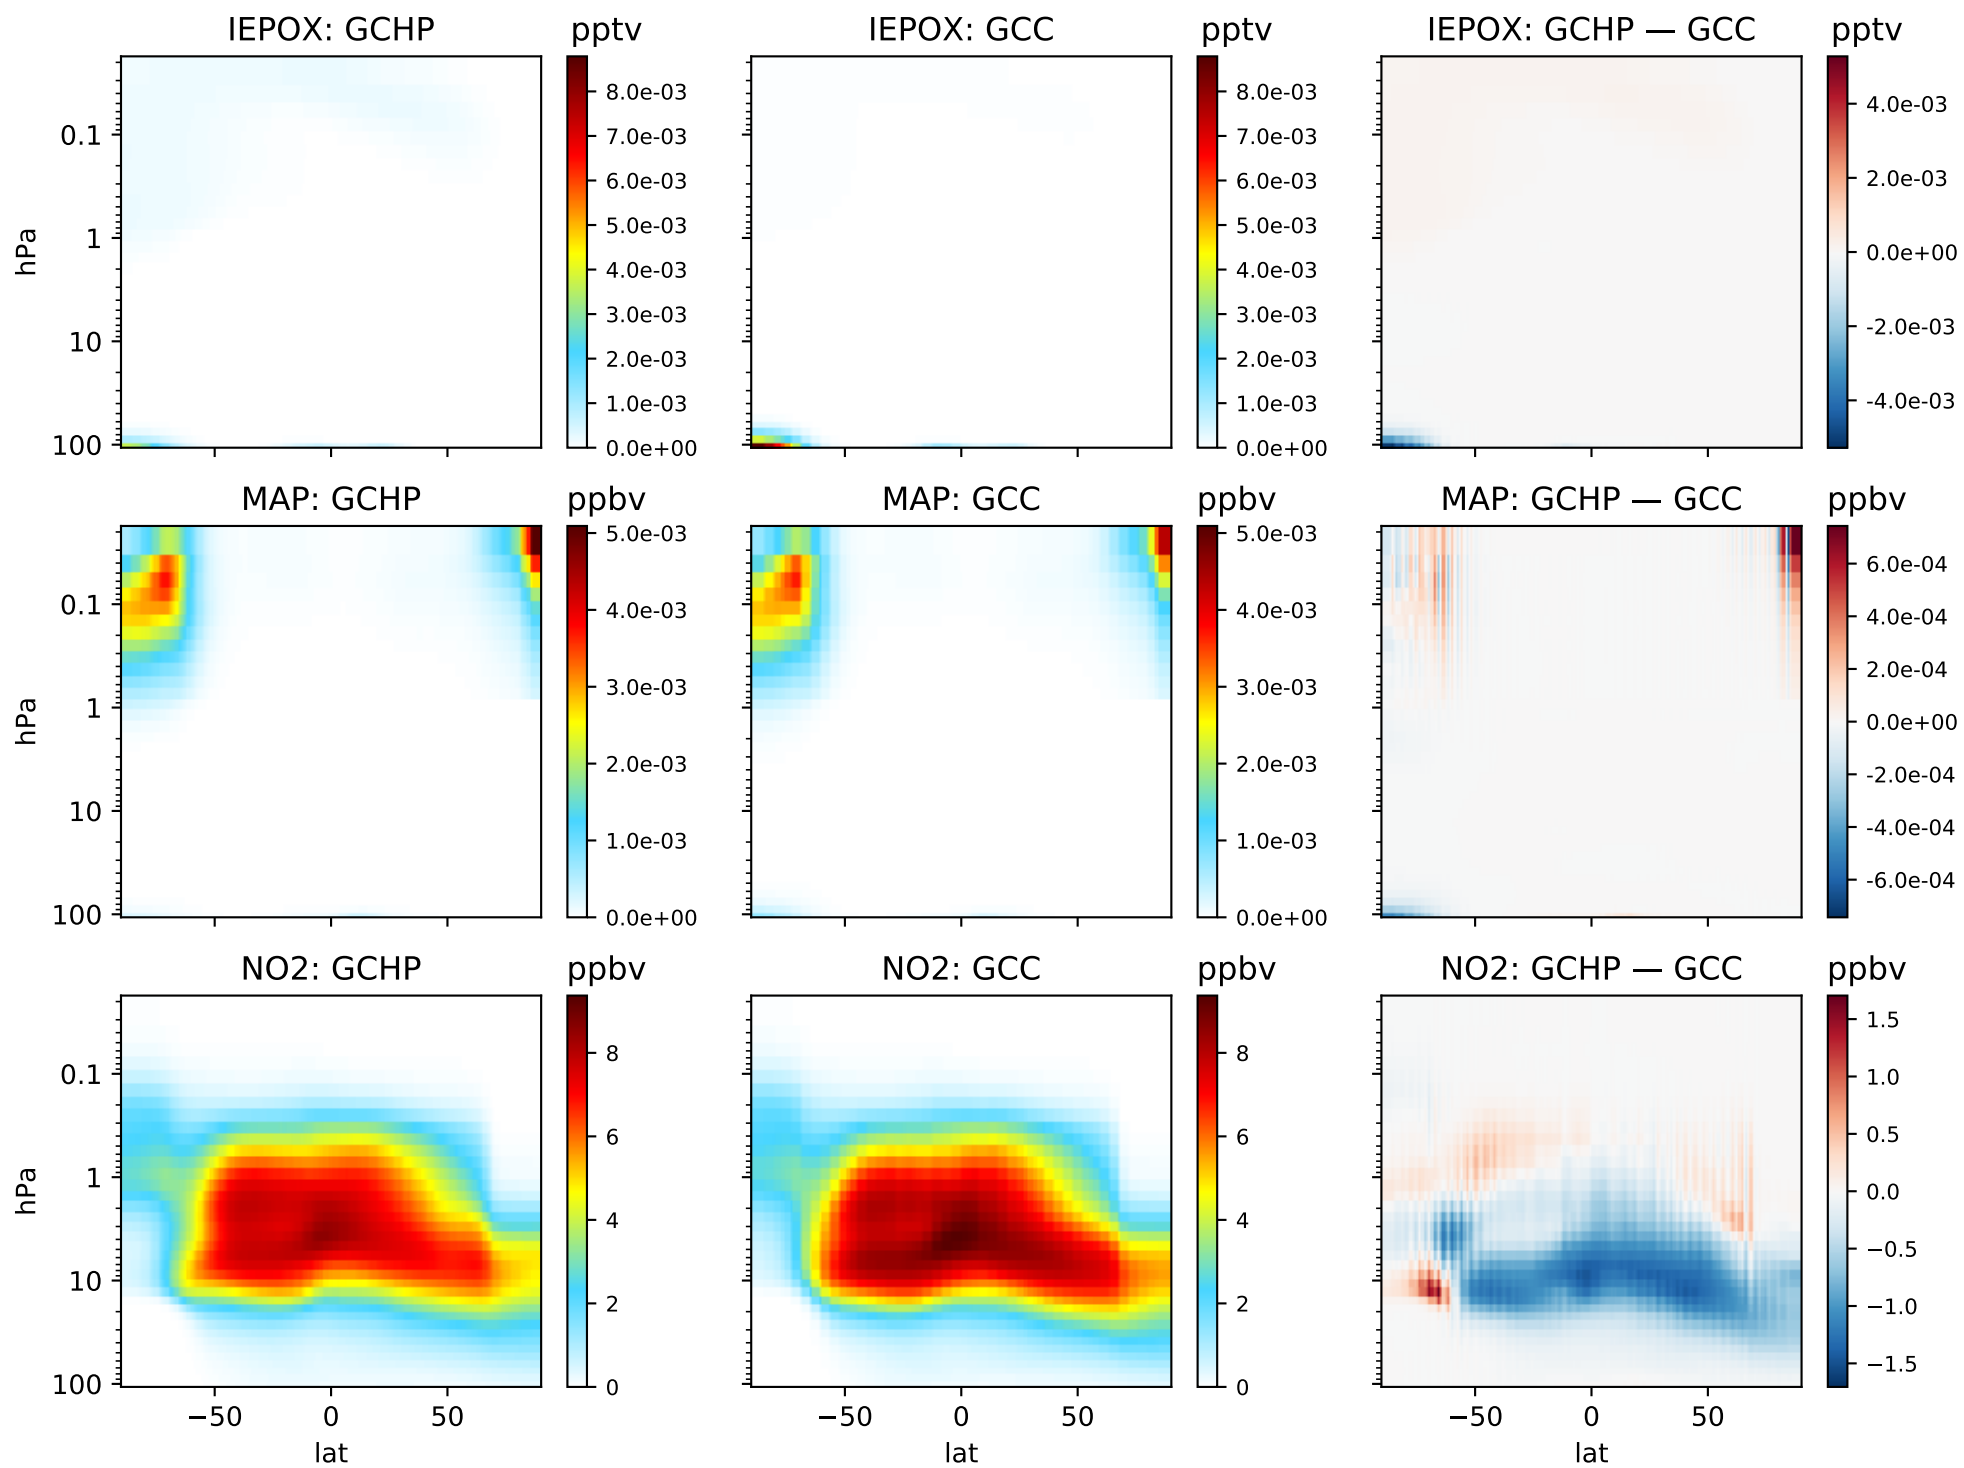 IEPOX: GCHP pptv IEPOX: GCC pptv IEPOX: GCHP — GCC pptv
8.0e-03 8.0e-03 4.0e-03
0.1 7.0e-03 7.0e-03
6.0e-03 6.0e-03 2.0e-03
5.0e-03 5.0e-03
hPa 1 4.0e-03 4.0e-03 0.0e+00
3.0e-03 3.0e-03
10 2.0e-03 2.0e-03 -2.0e-03
1.0e-03 1.0e-03 -4.0e-03
100 0.0e+00 0.0e+00
MAP: GCHP ppbv MAP: GCC ppbv MAP: GCHP — GCC ppbv
5.0e-03 5.0e-03 6.0e-04
0.1 4.0e-03 4.0e-03 4.0e-04
3.0e-03 3.0e-03 2.0e-04
hPa 1 0.0e+00
2.0e-03 2.0e-03 -2.0e-04
10 1.0e-03 1.0e-03 -4.0e-04
-6.0e-04
100 0.0e+00 0.0e+00
NO2: GCHP ppbv NO2: GCC ppbv NO2: GCHP — GCC ppbv
8 8 1.5
0.1 1.0
6 6 0.5
hPa 1 0.0
4 4 −0.5
10 2 2 −1.0
−1.5
100 0 0
−50 0 50 −50 0 50 −50 0 50
lat lat lat